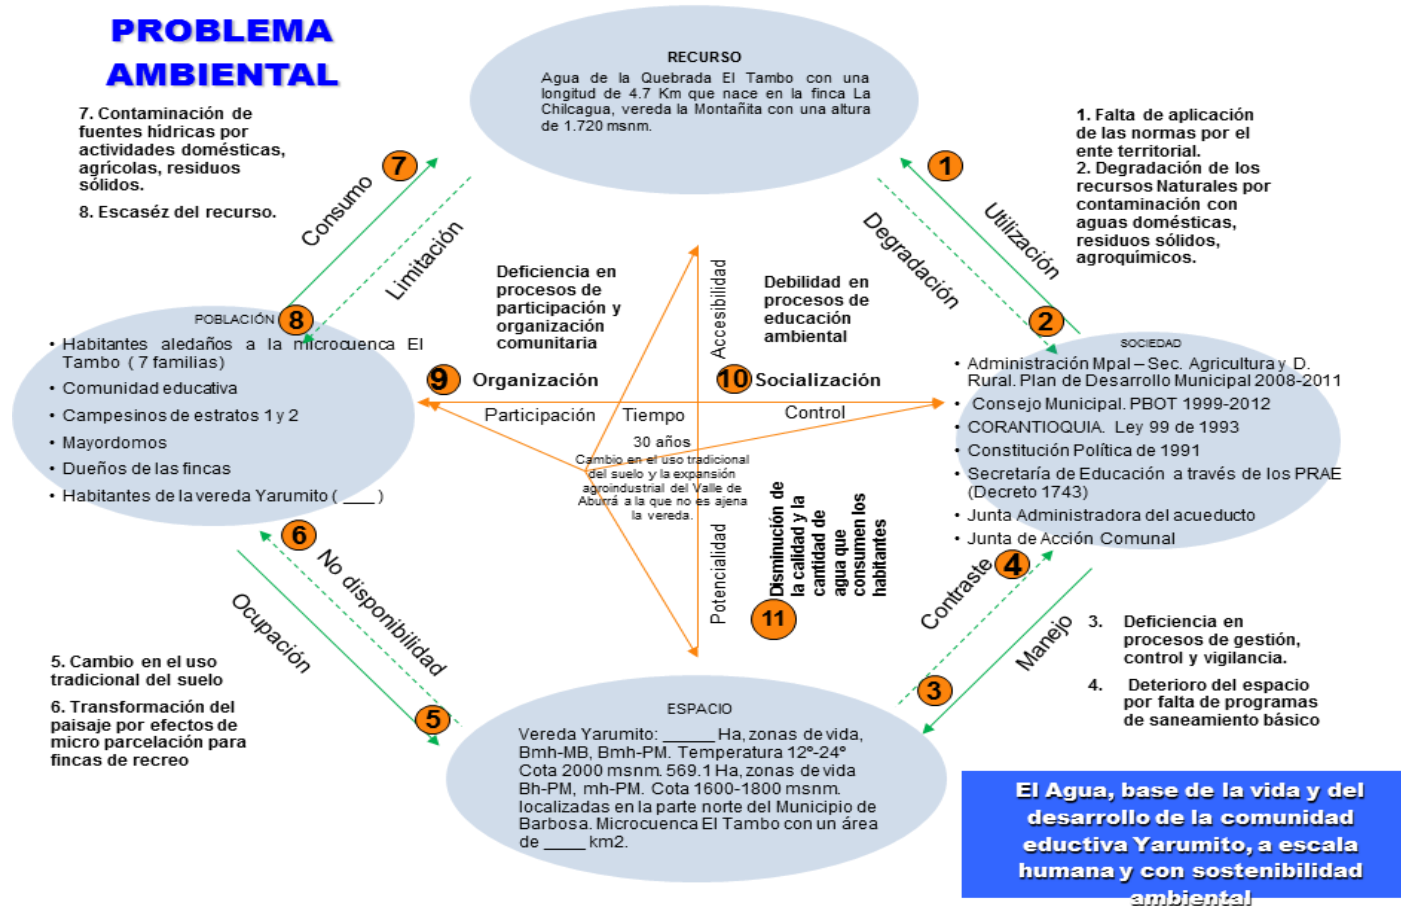 PROBLEMA
AMBIENTAL
RECURSO
Agua de la Quebrada El Tambo con una
longitud de 4.7 Km que nace en la finca La
Chilcagua, vereda la Montañita con una altura
de 1.720 msnm.
7. Contaminación de
fuentes hídricas por
actividades domésticas,
agrícolas, residuos
sólidos.
8. Escaséz del recurso.
7
Consumo
Limitación
1
Utilización
Degradación
2
1. Falta de aplicación
de las normas por el
ente territorial.
2. Degradación de los
recursos Naturales por
contaminación con
aguas domésticas,
residuos sólidos,
agroquímicos.
Deficiencia en
procesos de
participación y
organización
comunitaria
Accesibilidad
Debilidad en
procesos de
educación
ambiental
POBLACIÓN
8
• Habitantes aledaños a la microcuenca El
Tambo ( 7 familias)
• Comunidad educativa
• Campesinos de estratos 1 y 2
• Mayordomos
• Dueños de las fincas
• Habitantes de la vereda Yarumito ( ___ )
9 Organización
10 Socialización
Participación
Tiempo
Control
30 años
Cambio en el uso tradicional
del suelo y la expansión
agroindustrial del Valle de
Aburrá a la que no es ajena
la vereda.
SOCIEDAD
• Administración Mpal – Sec. Agricultura y D.
Rural. Plan de Desarrollo Municipal 2008-2011
• Consejo Municipal. PBOT 1999-2012
• CORANTIOQUIA. Ley 99 de 1993
• Constitución Política de 1991
• Secretaría de Educación a través de los PRAE
(Decreto 1743)
• Junta Administradora del acueducto
• Junta de Acción Comunal
Potencialidad
Disminución de
la calidad y la
cantidad de
agua que
consumen los
habitantes
11
6
No disponibilidad
Ocupación
5
4
Contraste
Manejo
3
5. Cambio en el uso
tradicional del suelo
6. Transformación del
paisaje por efectos de
micro parcelación para
fincas de recreo
3. Deficiencia en
procesos de gestión,
control y vigilancia.
4. Deterioro del espacio
por falta de programas
de saneamiento básico
ESPACIO
Vereda Yarumito: ______ Ha, zonas de vida,
Bmh-MB, Bmh-PM. Temperatura 12º-24º
Cota 2000 msnm. 569.1 Ha, zonas de vida
Bh-PM, mh-PM. Cota 1600-1800 msnm.
localizadas en la parte norte del Municipio de
Barbosa. Microcuenca El Tambo con un área
de ____ km2.
El Agua, base de la vida y del
desarrollo de la comunidad
eductiva Yarumito, a escala
humana y con sostenibilidad
ambiental